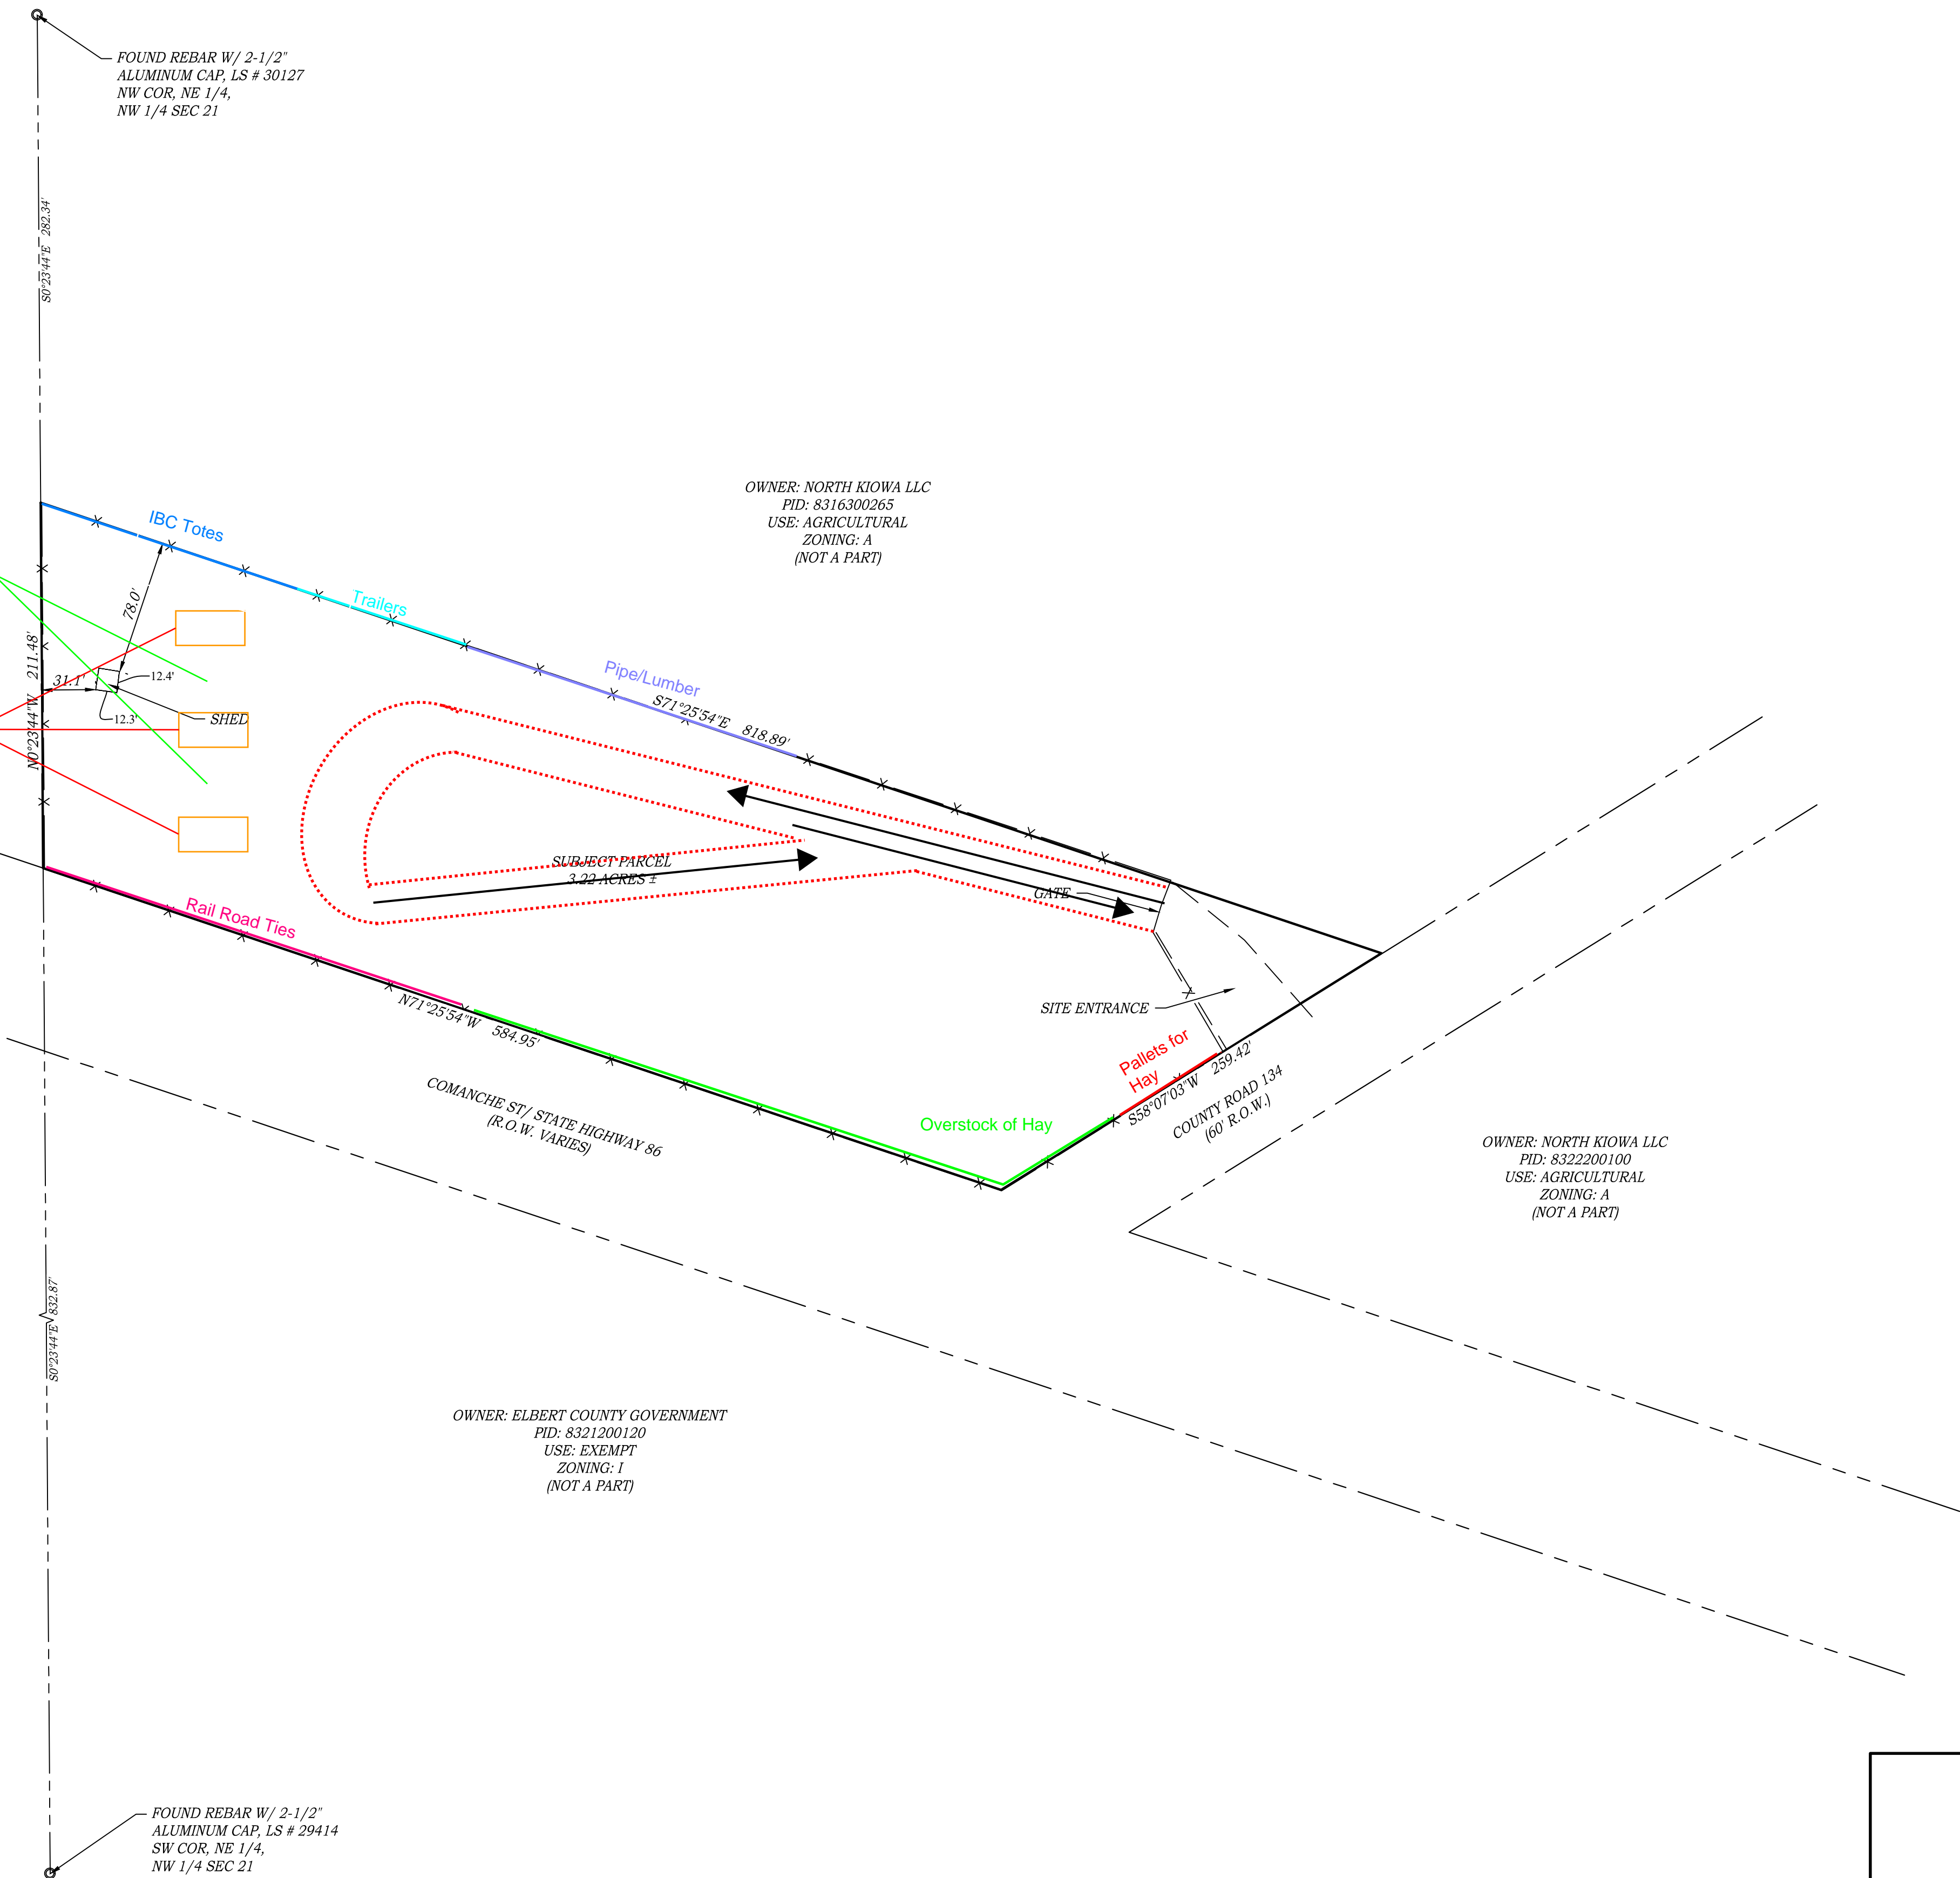 FOUND REBAR W/ 2-1/2"
ALUMINUM CAP, LS # 30127
NW COR, NE 1/4,
NW 1/4 SEC 21
S0°23'44"E 282.34'
OWNER: NORTH KIOWA LLC
PID: 8316300265
USE: AGRICULTURAL
ZONING: A
(NOT A PART)
IBC Totes
Trailers
78.0'
Pipe/Lumber
S71°25'54"E 818.89'
N0°23'44"W 211.48'
31.1'
12.4'
12.3'
SHED
SUBJECT PARCEL
3.22 ACRES ±
GATE
Rail Road Ties
N71°25'54"W 584.95'
SITE ENTRANCE
Pallets for
Hay
S58°07'03"W 259.42'
COUNTY ROAD 134
(60' R.O.W.)
COMANCHE ST/ STATE HIGHWAY 86
(R.O.W. VARIES)
Overstock of Hay
OWNER: NORTH KIOWA LLC
PID: 8322200100
USE: AGRICULTURAL
ZONING: A
(NOT A PART)
S0°23'44"E 832.87'
OWNER: ELBERT COUNTY GOVERNMENT
PID: 8321200120
USE: EXEMPT
ZONING: I
(NOT A PART)
FOUND REBAR W/ 2-1/2"
ALUMINUM CAP, LS # 29414
SW COR, NE 1/4,
NW 1/4 SEC 21